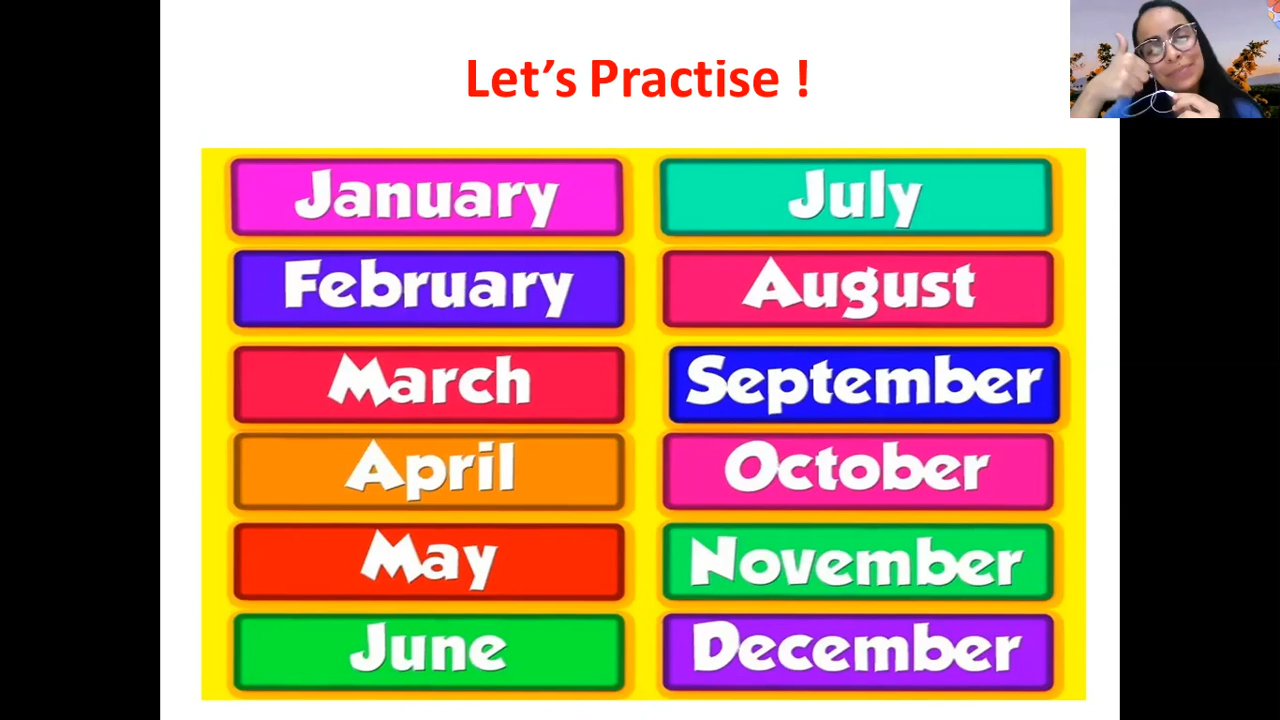 Let’s Practise !
January
February
March
April
May
June
July
August
September
October
November
December